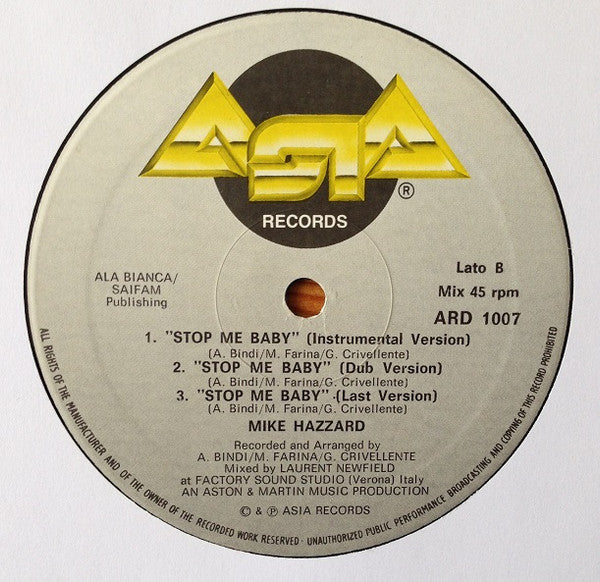 ASIA
®
RECORDS
ALA BIANCA/
SAIFAM
Publishing
Lato B
Mix 45 rpm
ARD 1007
1. "STOP ME BABY" (Instrumental Version)
(A. Bindi/M. Farina/G. Crivellente)
2. "STOP ME BABY" (Dub Version)
(A. Bindi/M. Farina/G. Crivellente)
3. "STOP ME BABY" (Last Version)
(A. Bindi/M. Farina/G. Crivellente)
MIKE HAZZARD
Recorded and Arranged by
A. BINDI/M. FARINA/G. CRIVELLENTE
Mixed by LAURENT NEWFIELD
at FACTORY SOUND STUDIO (Verona) Italy
AN ASTON & MARTIN MUSIC PRODUCTION
© & ℗ ASIA RECORDS
ALL RIGHTS OF THE MANUFACTURER AND OF THE OWNER OF THE RECORDED WORK RESERVED - UNAUTHORIZED PUBLIC PERFORMANCE BROADCASTING AND COPYING OF THIS RECORD PROHIBITED